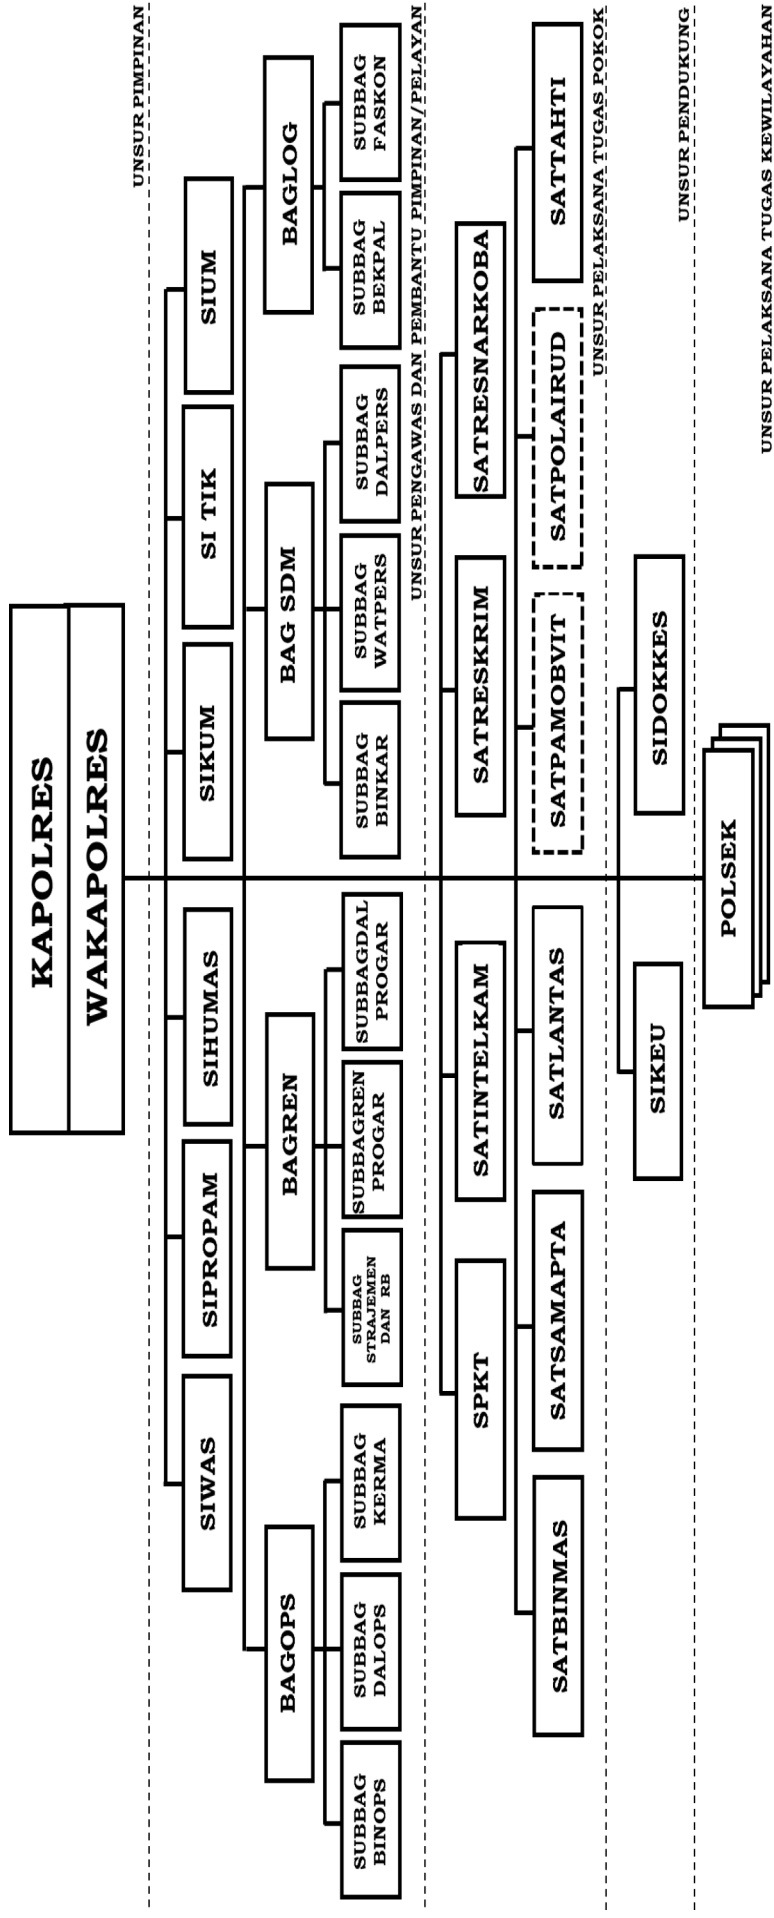 KAPOLRES
WAKAPOLRES
UNSUR PIMPINAN
SIWAS
SIPROPAM
SIHUMAS
SIKUM
SI TIK
SIUM
BAGOPS
BAGREN
BAG SDM
BAGLOG
SUBBAG
BINOPS
SUBBAG
DALOPS
SUBBAG
KERMA
SUBBAG
STRAJEMEN
DAN RB
SUBBAGREN
PROGAR
SUBBAGDAL
PROGAR
SUBBAG
BINKAR
SUBBAG
WATPERS
SUBBAG
DALPERS
SUBBAG
BEKPAL
SUBBAG
FASKON
UNSUR PENGAWAS DAN PEMBANTU PIMPINAN/PELAYAN
SPKT
SATINTELKAM
SATRESKRIM
SATRESNARKOBA
SATBINMAS
SATSAMAPTA
SATLANTAS
SATPAMOBVIT
SATPOLAIRUD
SATTAHTI
UNSUR PELAKSANA TUGAS POKOK
SIKEU
SIDOKKES
UNSUR PENDUKUNG
POLSEK
UNSUR PELAKSANA TUGAS KEWILAYAHAN